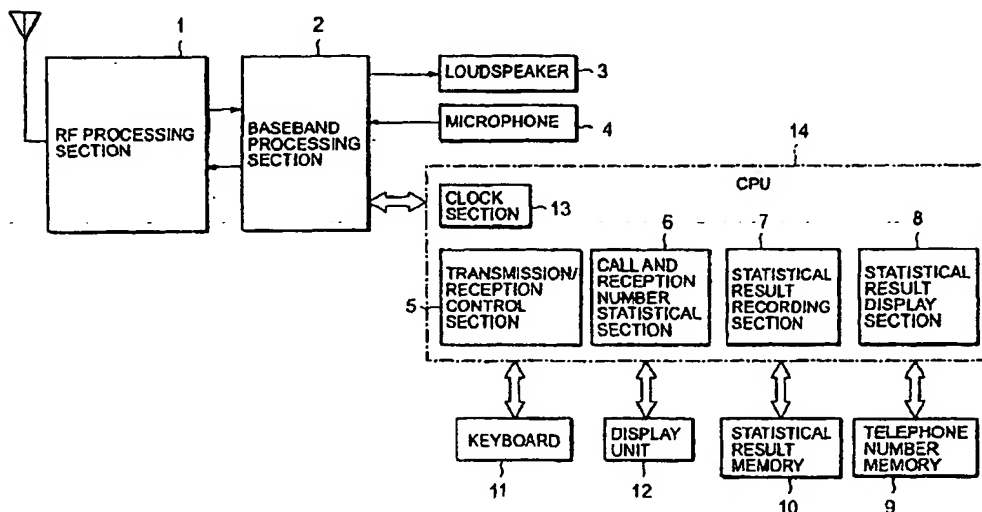 1
2
RF PROCESSING
SECTION
BASEBAND
PROCESSING
SECTION
LOUDSPEAKER
3
MICROPHONE
4
14
CPU
CLOCK
SECTION
13
6
7
8
5
TRANSMISSION/
RECEPTION
CONTROL
SECTION
CALL AND
RECEPTION
NUMBER
STATISTICAL
SECTION
STATISTICAL
RESULT
RECORDING
SECTION
STATISTICAL
RESULT
DISPLAY
SECTION
KEYBOARD
11
DISPLAY
UNIT
12
STATISTICAL
RESULT
MEMORY
10
TELEPHONE
NUMBER
MEMORY
9